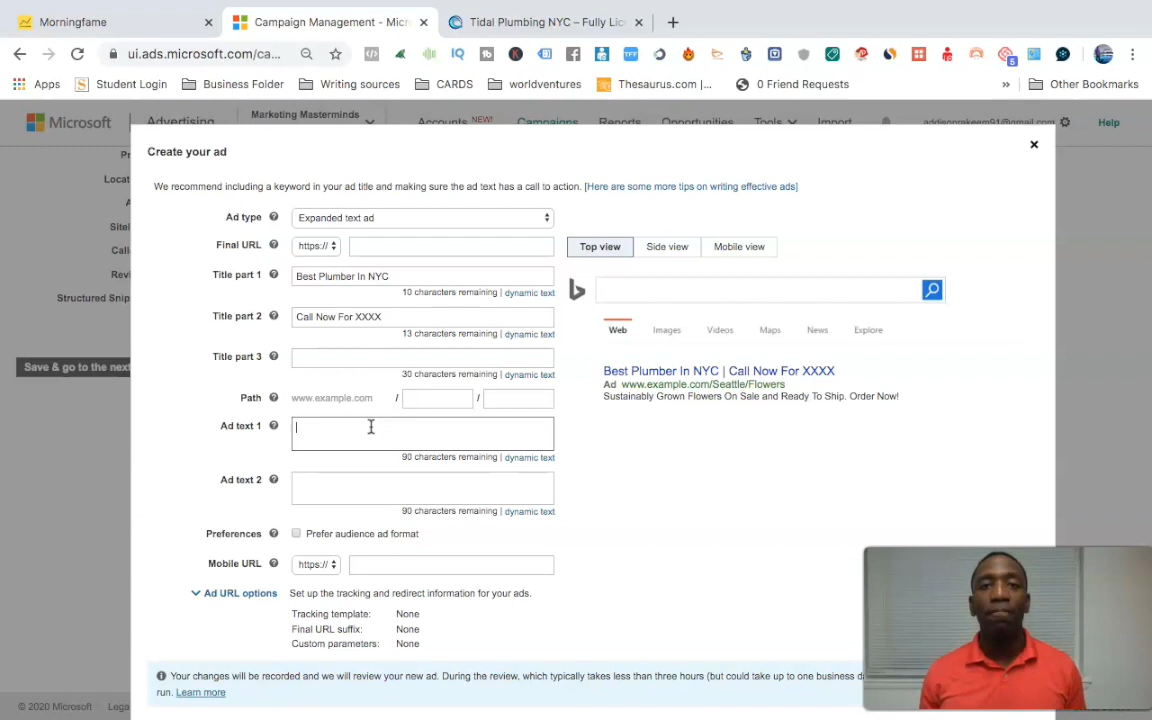 Morningfame
Campaign Management - Micr
Tidal Plumbing NYC – Fully Lic
ui.ads.microsoft.com/ca...
Apps
Student Login
Business Folder
Writing sources
CARDS
worldventures
Thesaurus.com |...
0 Friend Requests
Other Bookmarks
Microsoft
Advertising
Marketing Masterminds
Accounts NEW!
Campaigns
Reports
Opportunities
Tools
Import
Help
Create your ad
We recommend including a keyword in your ad title and making sure the ad text has a call to action. [Here are some more tips on writing effective ads]
Ad type
Expanded text ad
Final URL
https://
Top view
Side view
Mobile view
Title part 1
Best Plumber In NYC
10 characters remaining | dynamic text
Title part 2
Call Now For XXXX
13 characters remaining | dynamic text
Web
Images
Videos
Maps
News
Explore
Title part 3
30 characters remaining | dynamic text
Best Plumber In NYC | Call Now For XXXX
Ad www.example.com/Seattle/Flowers
Sustainably Grown Flowers On Sale and Ready To Ship. Order Now!
Path
www.example.com / /
Ad text 1
90 characters remaining | dynamic text
Ad text 2
90 characters remaining | dynamic text
Preferences
Prefer audience ad format
Mobile URL
https://
Ad URL options
Set up the tracking and redirect information for your ads.
Tracking template: None
Final URL suffix: None
Custom parameters: None
Your changes will be recorded and we will review your new ad. During the review, which typically takes less than three hours (but could take up to one business da
run. Learn more
Locat
Sitel
Calle
Revi
Structured Snip
Save & go to the next
© 2020 Microsoft
Lega